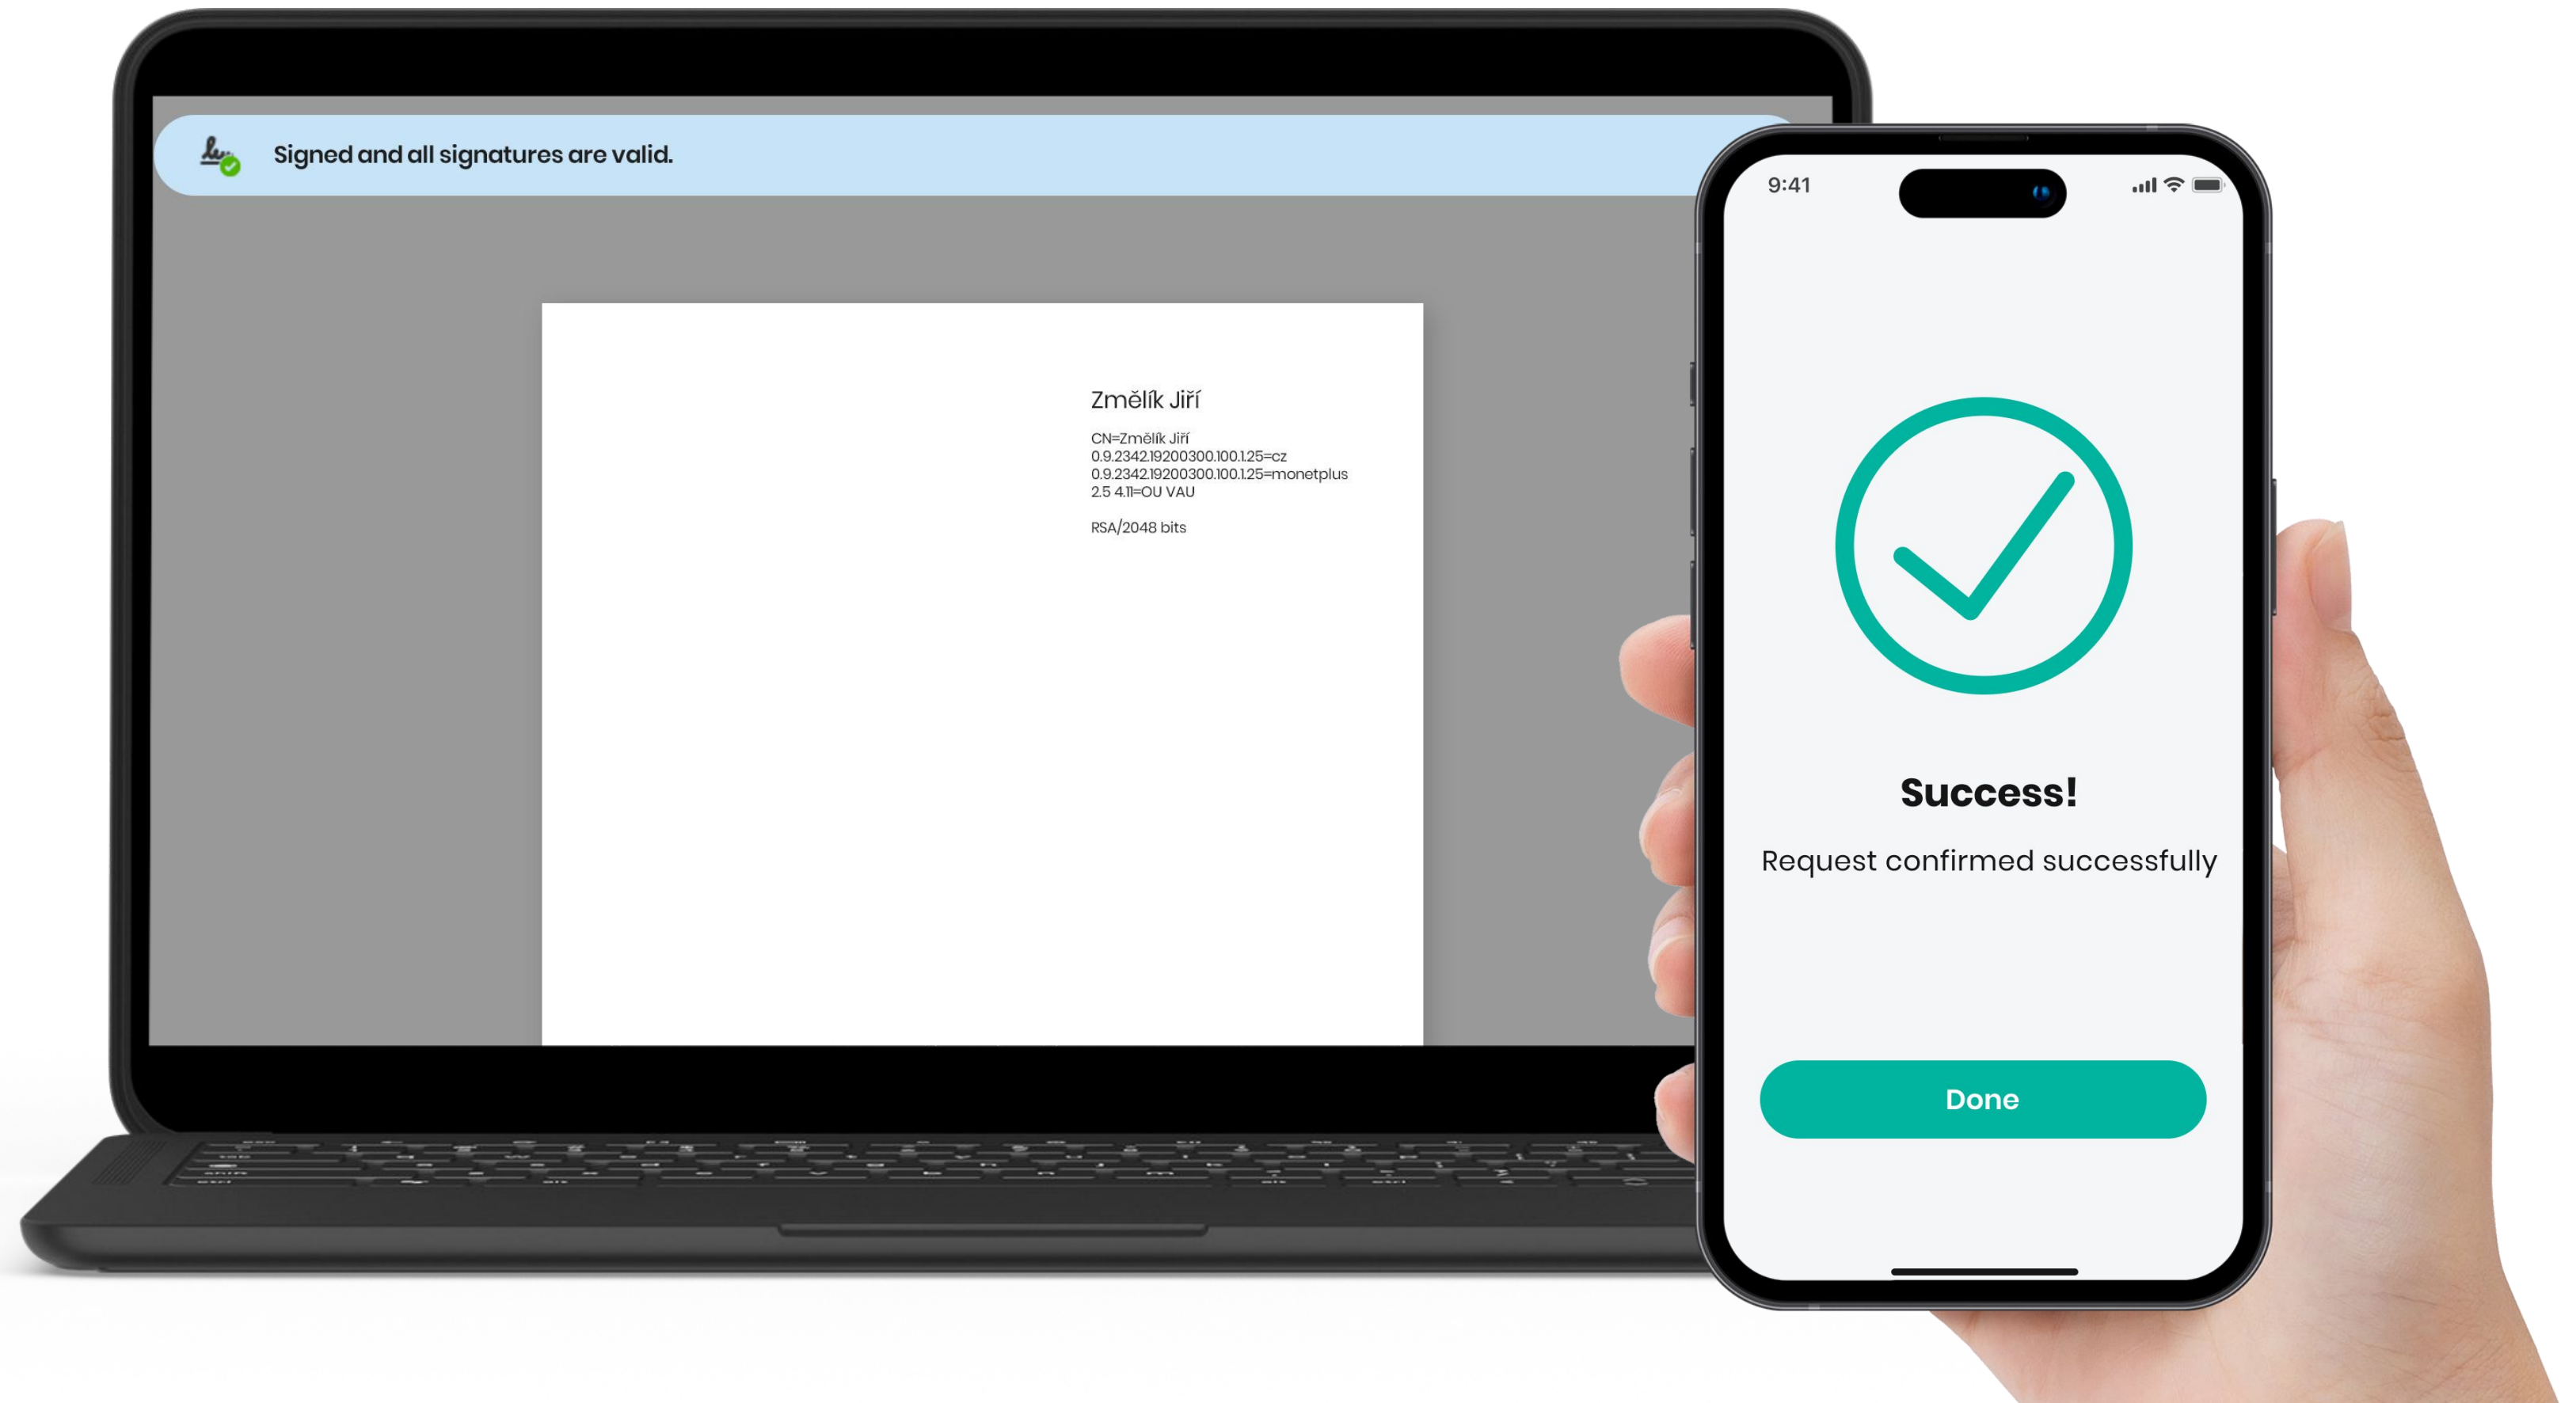 Signed and all signatures are valid.
Změlík Jiří
CN=Změlík Jiří
0.9.2342.19200300.100.1.25=cz
0.9.2342.19200300.100.1.25=monetplus
2.5 4.11=OU VAU
RSA/2048 bits
9:41
Success!
Request confirmed successfully
Done